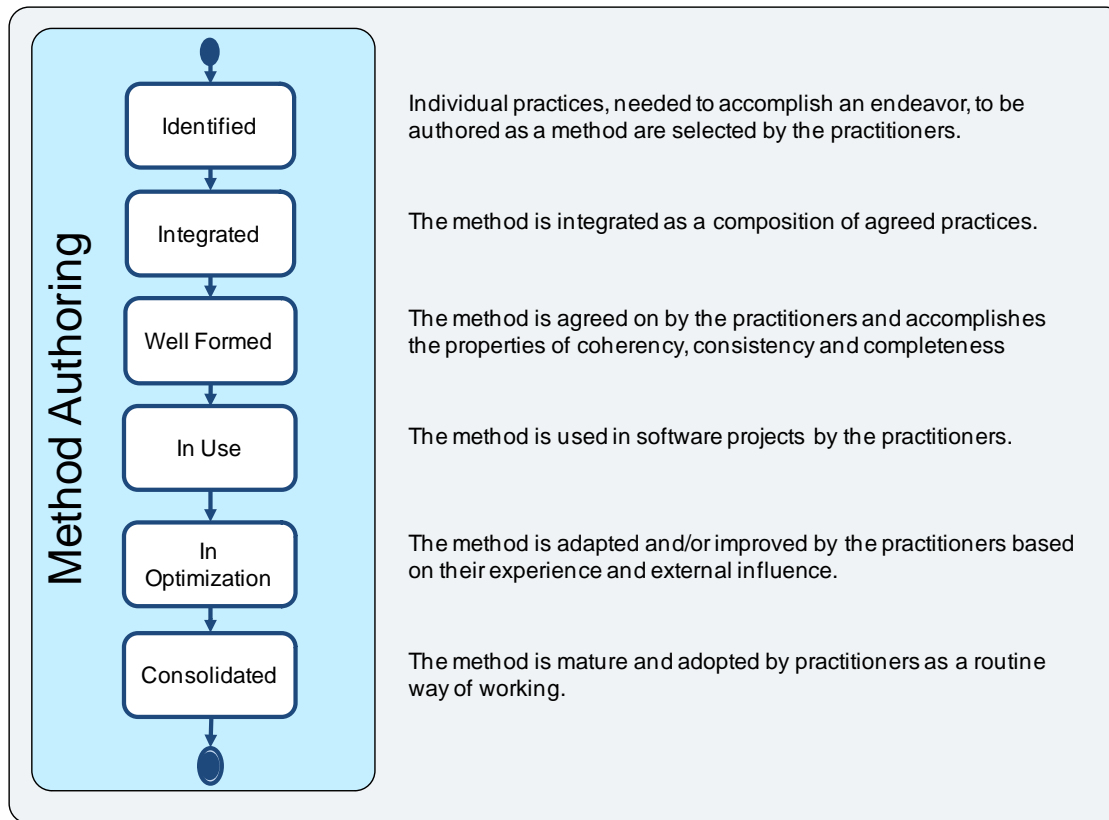 Method Authoring
Identified
Individual practices, needed to accomplish an endeavor, to be
authored as a method are selected by the practitioners.
Integrated
The method is integrated as a composition of agreed practices.
Well Formed
The method is agreed on by the practitioners and accomplishes
the properties of coherency, consistency and completeness
In Use
The method is used in software projects by the practitioners.
In
Optimization
The method is adapted and/or improved by the practitioners based
on their experience and external influence.
Consolidated
The method is mature and adopted by practitioners as a routine
way of working.